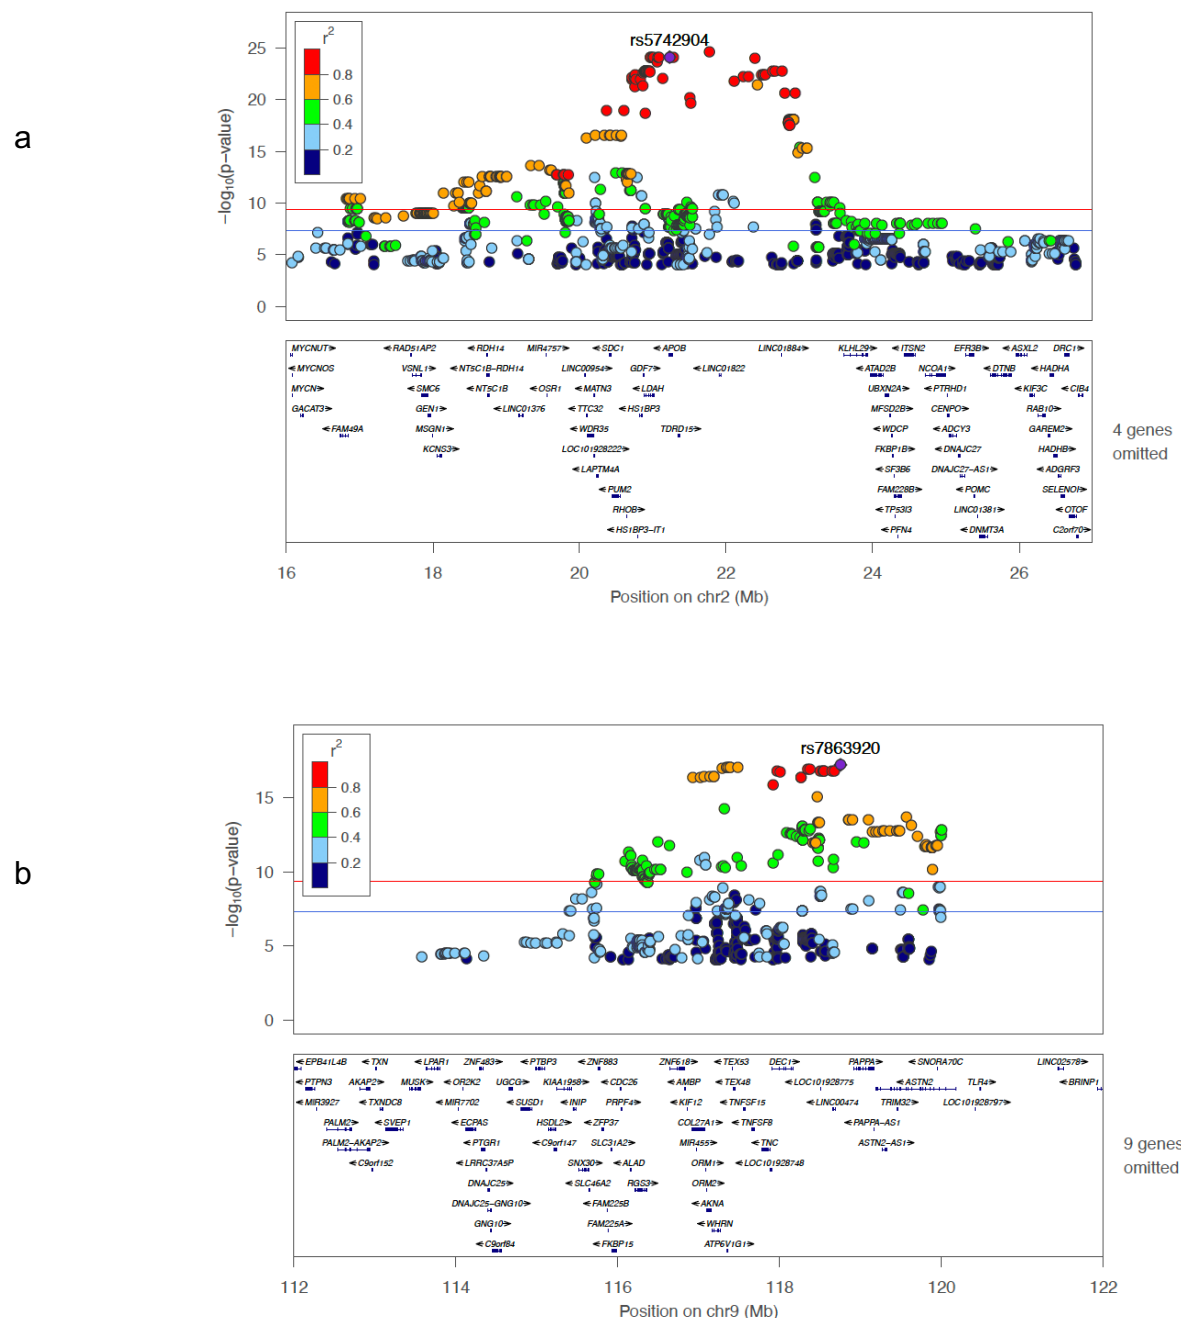 a
r2
0.8
0.6
0.4
0.2
rs5742904
−log10(p−value)
25
20
15
10
5
0
MYCNUT> <RAD51AP2 <RDH14 MIR4757> <SDC1 <APOB LINC01884> KLHL29> <ITSN2 EFR3B> <ASXL2 DRC1>
<MYCNOS VSNL1> <NT5C1B−RDH14 LINC00954> GDF7> <LINC01822 <ATAD2B NCOA1> <DTNB <HADHA
MYCN> <SMC6 <NT5C1B <OSR1 <MATN3 <LDAH UBXN2A> <PTRHD1 <KIF3C <CIB4
GACAT3> GEN1> <LINC01376 <TTC32 <HS1BP3 MFSD2B> CENPO> RAB10>
<FAM49A MSGN1> <WDR35 TDRD15> <WDCP <ADCY3 GAREM2>
KCNS3> LOC101928222> FKBP1B> <DNAJC27 HADHB>
<LAPTM4A <SF3B6 DNAJC27−AS1> <ADGRF3
<PUM2 FAM228B> <POMC SELENOI>
RHOB> <TP53I3 LINC01381> <OTOF
<HS1BP3−IT1 <PFN4 <DNMT3A C2orf70>
4 genes
omitted
16 18 20 22 24 26
Position on chr2 (Mb)
b
r2
0.8
0.6
0.4
0.2
rs7863920
−log10(p−value)
15
10
5
0
<EPB41L4B <TXN <LPAR1 ZNF483> <PTBP3 <ZNF883 ZNF618> <TEX53 DEC1> PAPPA> <SNORA70C LINC02578>
<PTPN3 AKAP2> MUSK> <OR2K2 UGCG> KIAA1958> <CDC26 <AMBP <TEX48 <LOC101928775 <ASTN2 TLR4> <BRINP1
<MIR3927 <TXNDC8 <MIR7702 <SUSD1 <INIP PRPF4> <KIF12 <TNFSF15 <LINC00474 TRIM32> LOC101928797>
PALM2> <SVEP1 <ECPAS HSDL2> <ZFP37 COL27A1> <TNFSF8 <PAPPA−AS1
PALM2−AKAP2> <PTGR1 <C9orf147 SLC31A2> MIR455> <TNC ASTN2−AS1>
<C9orf152 LRRC37A5P <SNX30> <ALAD ORM1> <LOC101928748
DNAJC25> <SLC46A2 RGS3> ORM2>
DNAJC25−GNG10> <FAM225B <AKNA
GNG10> FAM225A> <WHRN
<C9orf84 <FKBP15 ATP6V1G1>
9 genes
omitted
112 114 116 118 120 122
Position on chr9 (Mb)